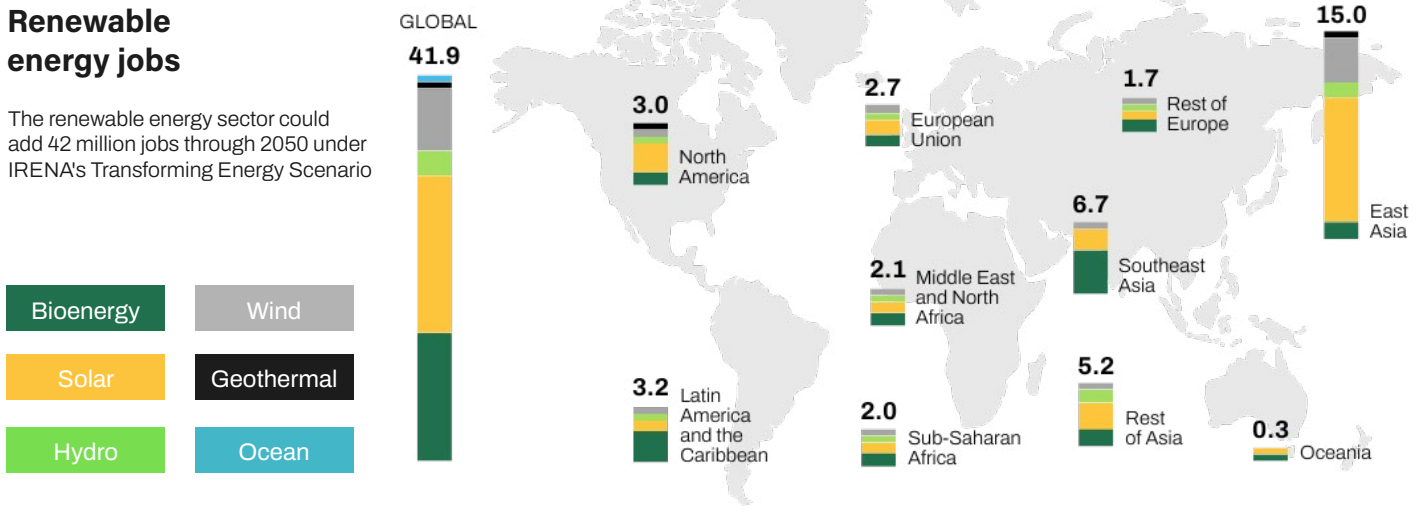 Renewable
energy jobs
The renewable energy sector could
add 42 million jobs through 2050 under
IRENA's Transforming Energy Scenario
Bioenergy
Wind
Solar
Geothermal
Hydro
Ocean
GLOBAL
41.9
3.0
North
America
2.7
European
Union
1.7
Rest of
Europe
15.0
East
Asia
6.7
Southeast
Asia
2.1
Middle East
and North
Africa
3.2
Latin
America
and the
Caribbean
2.0
Sub-Saharan
Africa
5.2
Rest
of Asia
0.3
Oceania